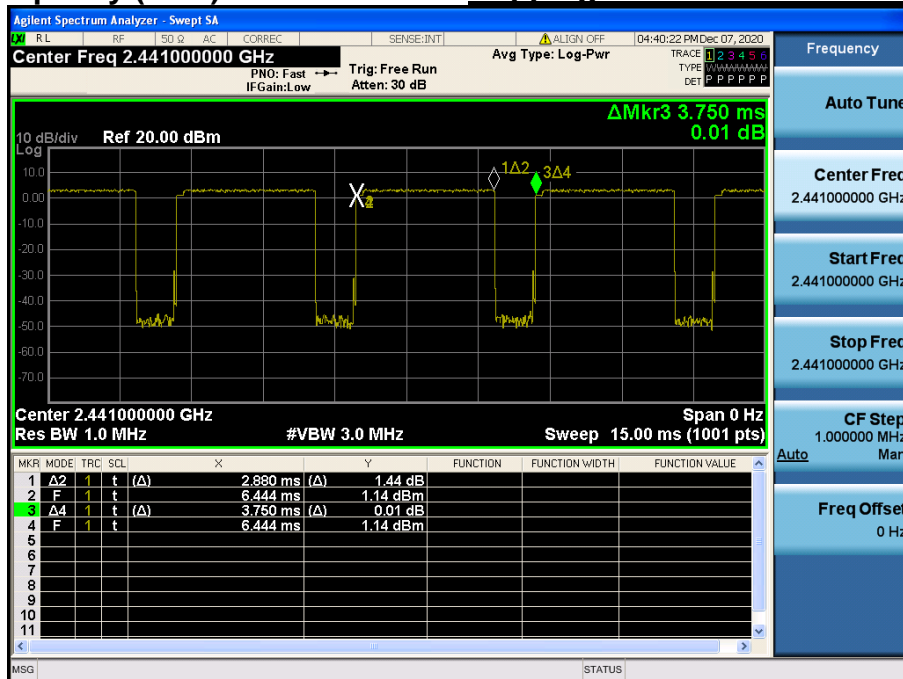 Agilent Spectrum Analyzer - Swept SA
LXI RL RF 50 Ω AC CORREC SENSE:INT ALIGN OFF 04:40:22 PM Dec 07, 2020
Center Freq 2.441000000 GHz
PNO: Fast
IFGain:Low
Trig: Free Run
Atten: 30 dB
Avg Type: Log-Pwr
TRACE 1 2 3 4 5 6
TYPE WWWWWW
DET P P P P P P
ΔMkr3 3.750 ms
0.01 dB
10 dB/div Ref 20.00 dBm
Log
10.0
0.00
-10.0
-20.0
-30.0
-40.0
-50.0
-60.0
-70.0
1Δ2
3Δ4
X
Center 2.441000000 GHz Span 0 Hz
Res BW 1.0 MHz #VBW 3.0 MHz Sweep 15.00 ms (1001 pts)
MKR MODE TRC SCL X Y FUNCTION FUNCTION WIDTH FUNCTION VALUE
1 Δ2 1 t (Δ) 2.880 ms (Δ) 1.44 dB
2 F 1 t 6.444 ms 1.14 dBm
3 Δ4 1 t (Δ) 3.750 ms (Δ) 0.01 dB
4 F 1 t 6.444 ms 1.14 dBm
5
6
7
8
9
10
11
MSG STATUS
Frequency
Auto Tune
Center Freq
2.441000000 GHz
Start Freq
2.441000000 GHz
Stop Freq
2.441000000 GHz
CF Step
1.000000 MHz
Auto Man
Freq Offset
0 Hz